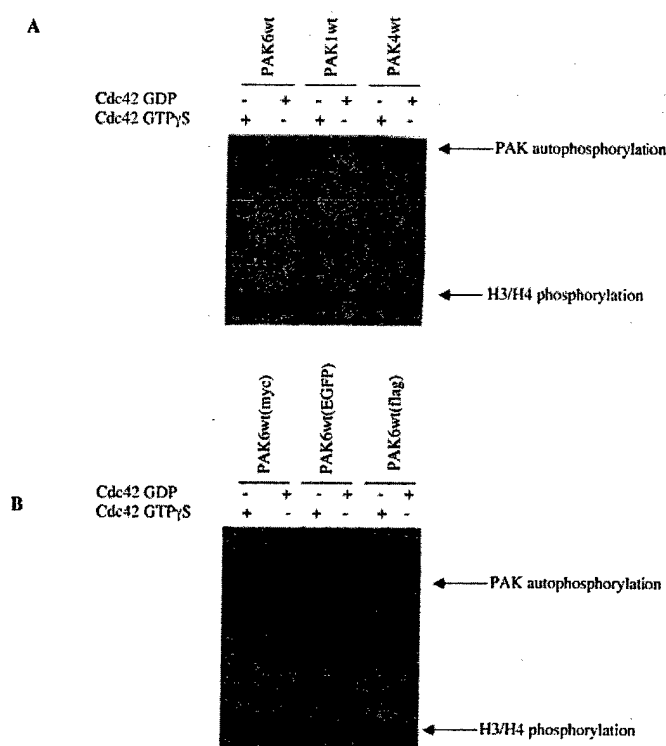 A
PAK6wt
PAK1wt
PAK4wt
Cdc42 GDP - + - + - +
Cdc42 GTPγS + - + - + -
PAK autophosphorylation
H3/H4 phosphorylation
PAK6wt(myc)
PAK6wt(EGFP)
PAK6wt(flag)
B
Cdc42 GDP - + - + - +
Cdc42 GTPγS + - + - + -
PAK autophosphorylation
H3/H4 phosphorylation